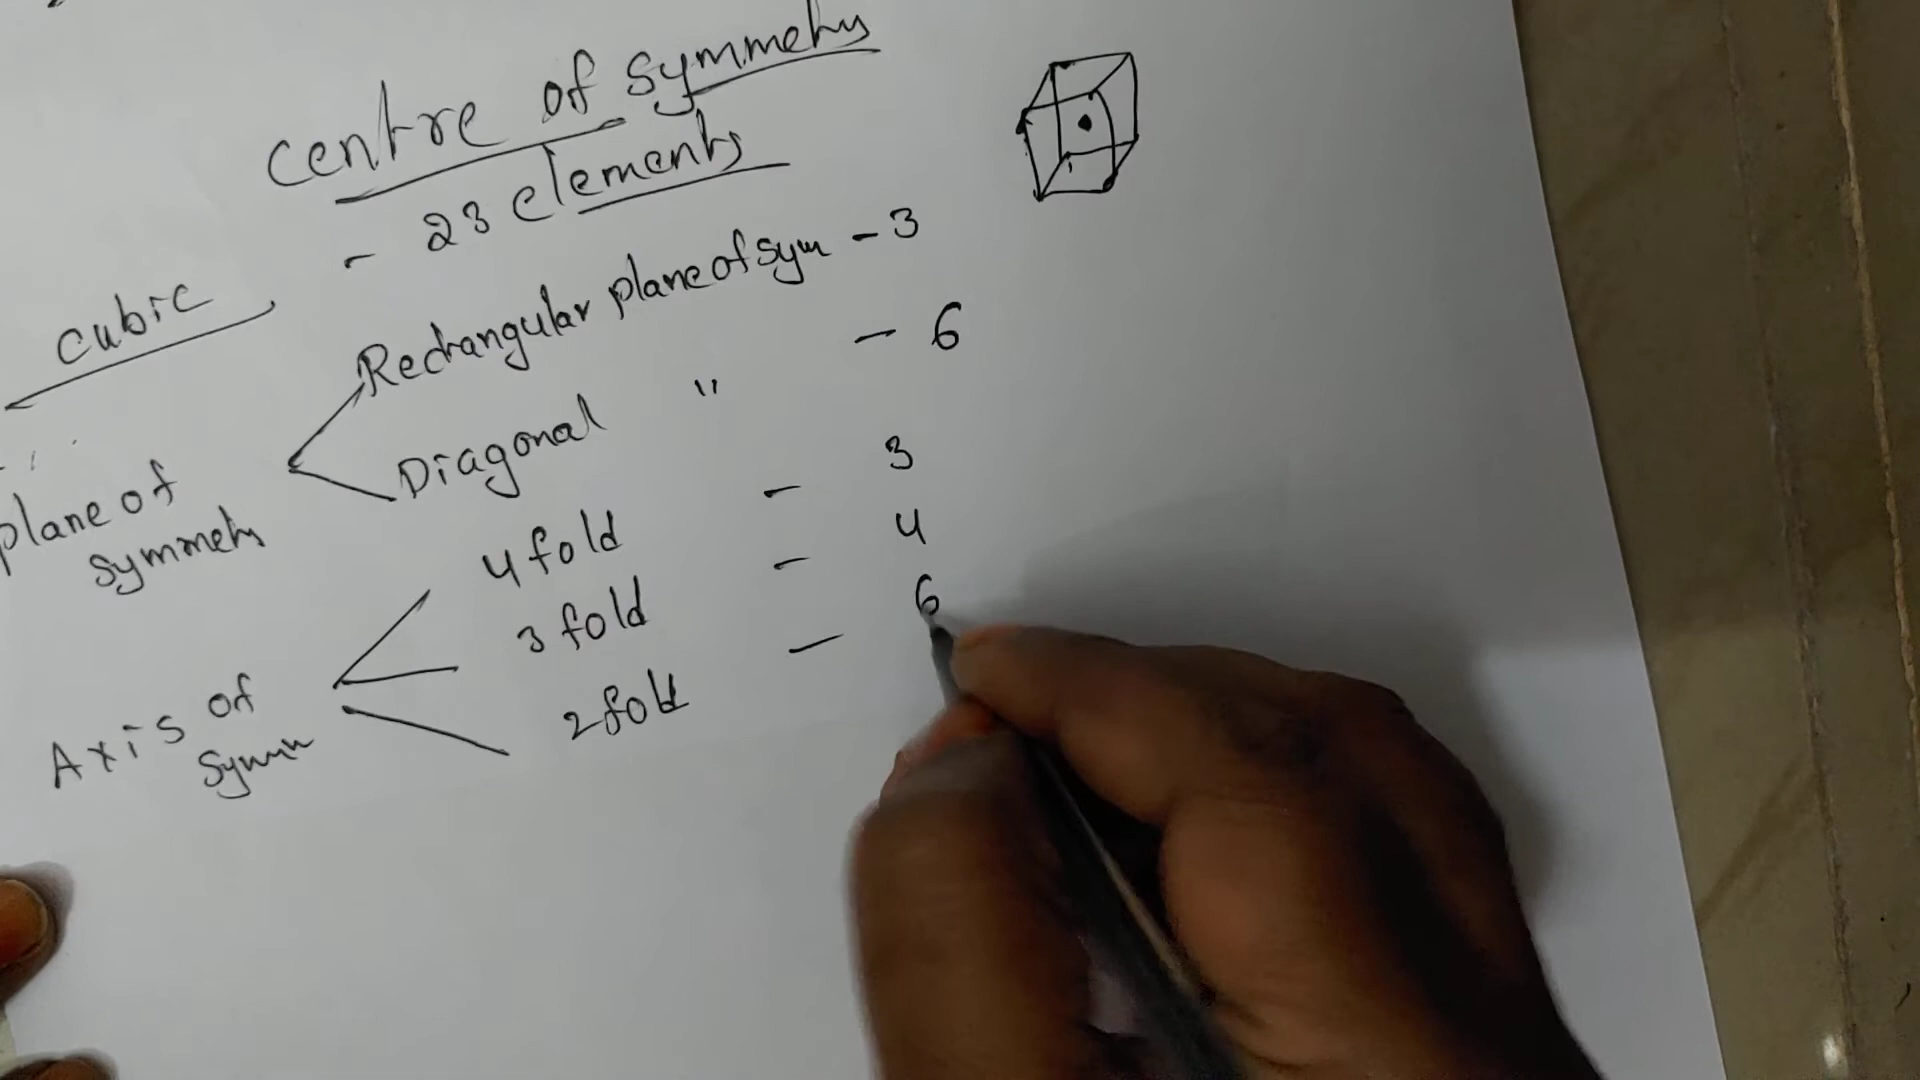 Centre of symmetry
- 23 elements
cubic
Rectangular plane of sym - 3
Diagonal " - 6
plane of
symmetry
4 fold - 3
3 fold - 4
2 fold - 6
Axis of
Symm